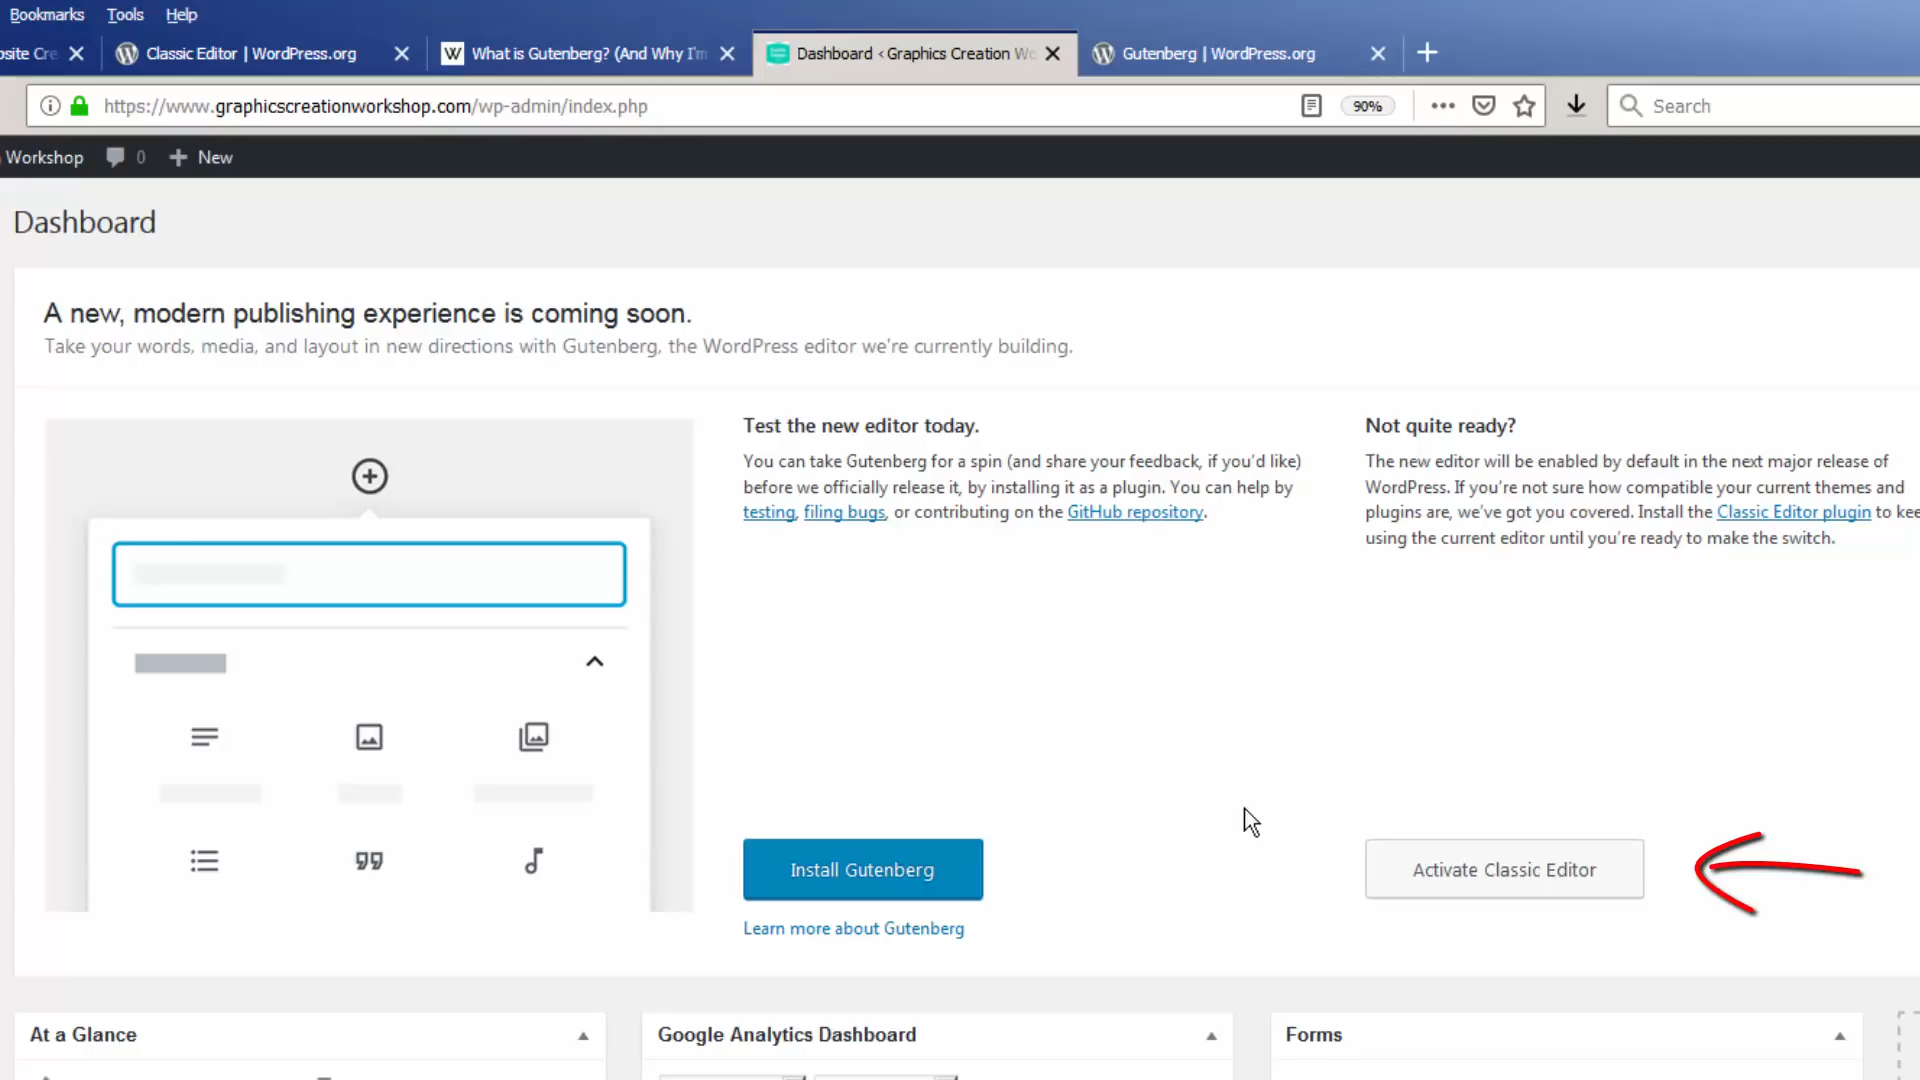 Bookmarks Tools Help
osite Cre Classic Editor | WordPress.org What is Gutenberg? (And Why I'm Dashboard ‹ Graphics Creation Wo Gutenberg | WordPress.org
https://www.graphicscreationworkshop.com/wp-admin/index.php 90% Search
Workshop 0 New
Dashboard
A new, modern publishing experience is coming soon.
Take your words, media, and layout in new directions with Gutenberg, the WordPress editor we're currently building.
Test the new editor today.
You can take Gutenberg for a spin (and share your feedback, if you'd like)
before we officially release it, by installing it as a plugin. You can help by
testing, filing bugs, or contributing on the GitHub repository.
Install Gutenberg
Learn more about Gutenberg
Not quite ready?
The new editor will be enabled by default in the next major release of
WordPress. If you're not sure how compatible your current themes and
plugins are, we've got you covered. Install the Classic Editor plugin to kee
using the current editor until you're ready to make the switch.
Activate Classic Editor
At a Glance
Google Analytics Dashboard
Forms